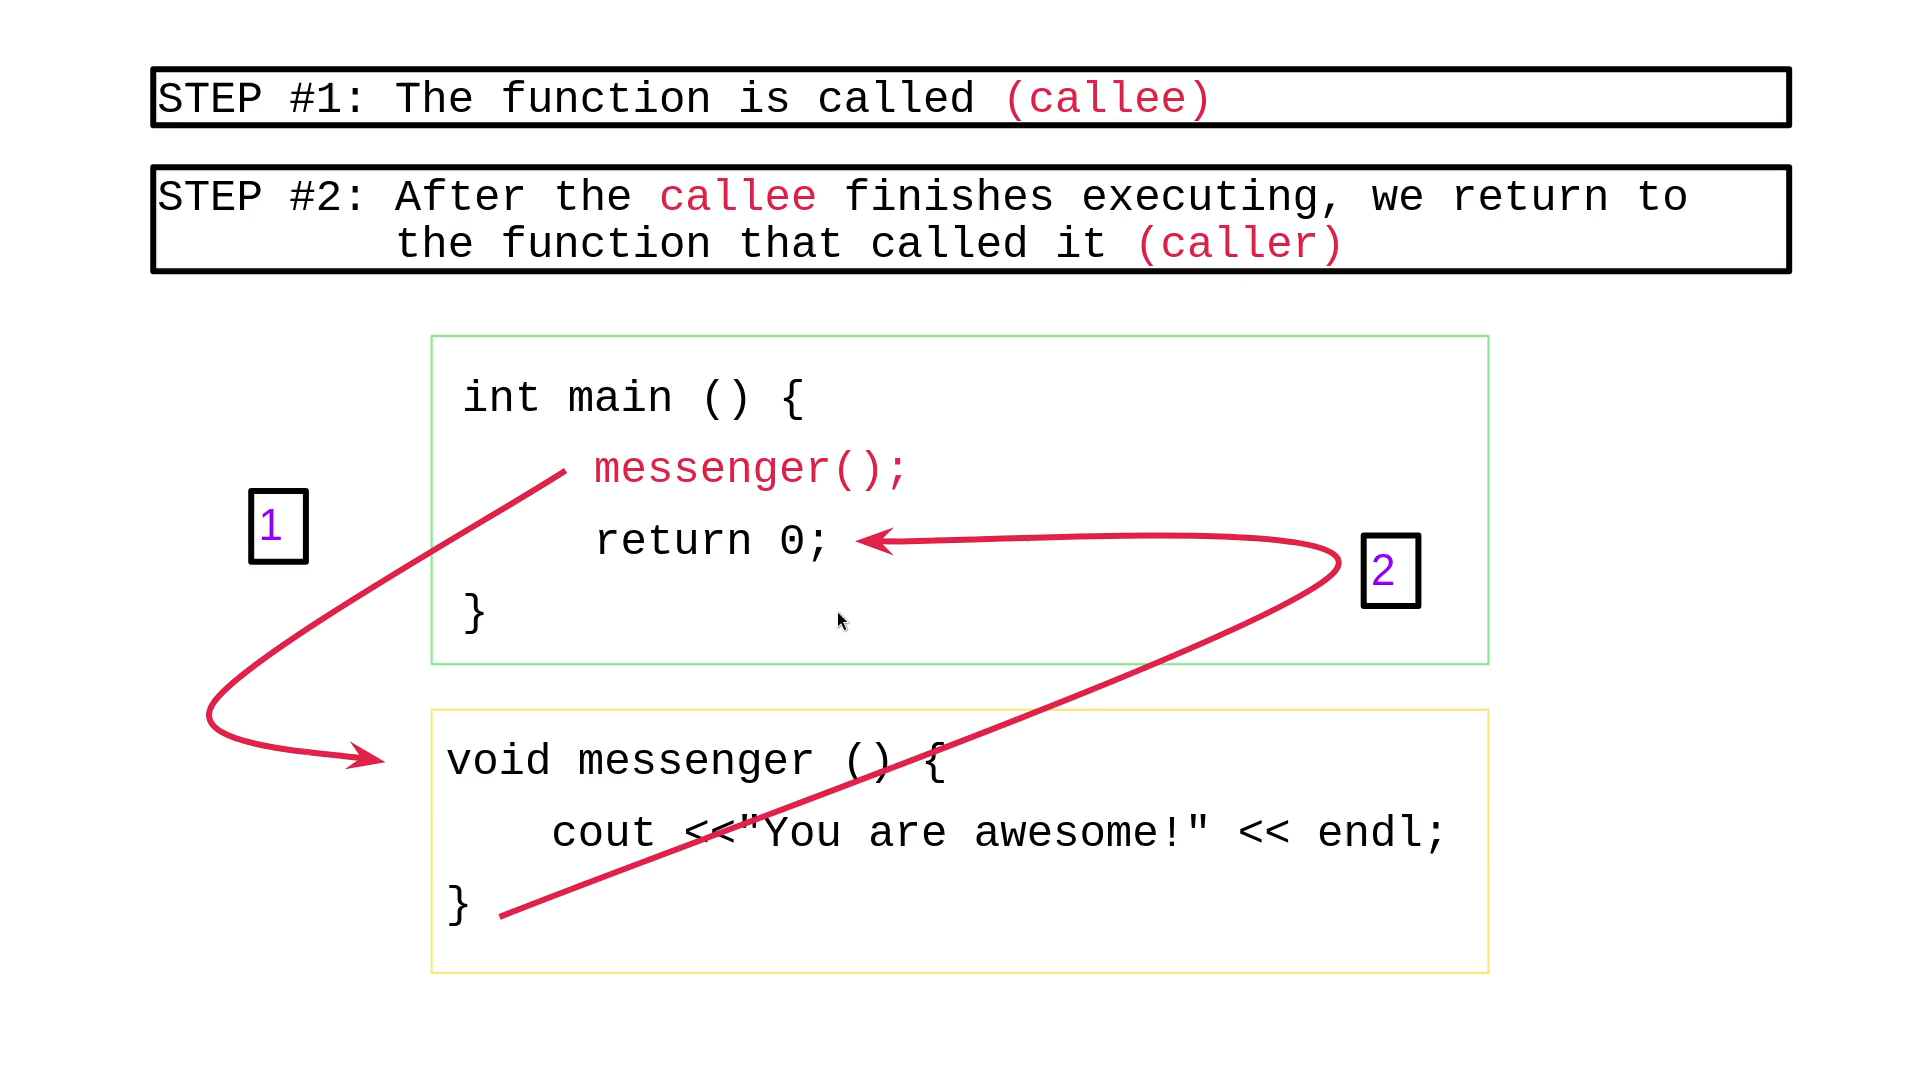 STEP #1: The function is called (callee)
STEP #2: After the callee finishes executing, we return to
the function that called it (caller)
int main () {
messenger();
1
return 0;
2
}
void messenger () {
cout <<"You are awesome!" << endl;
}